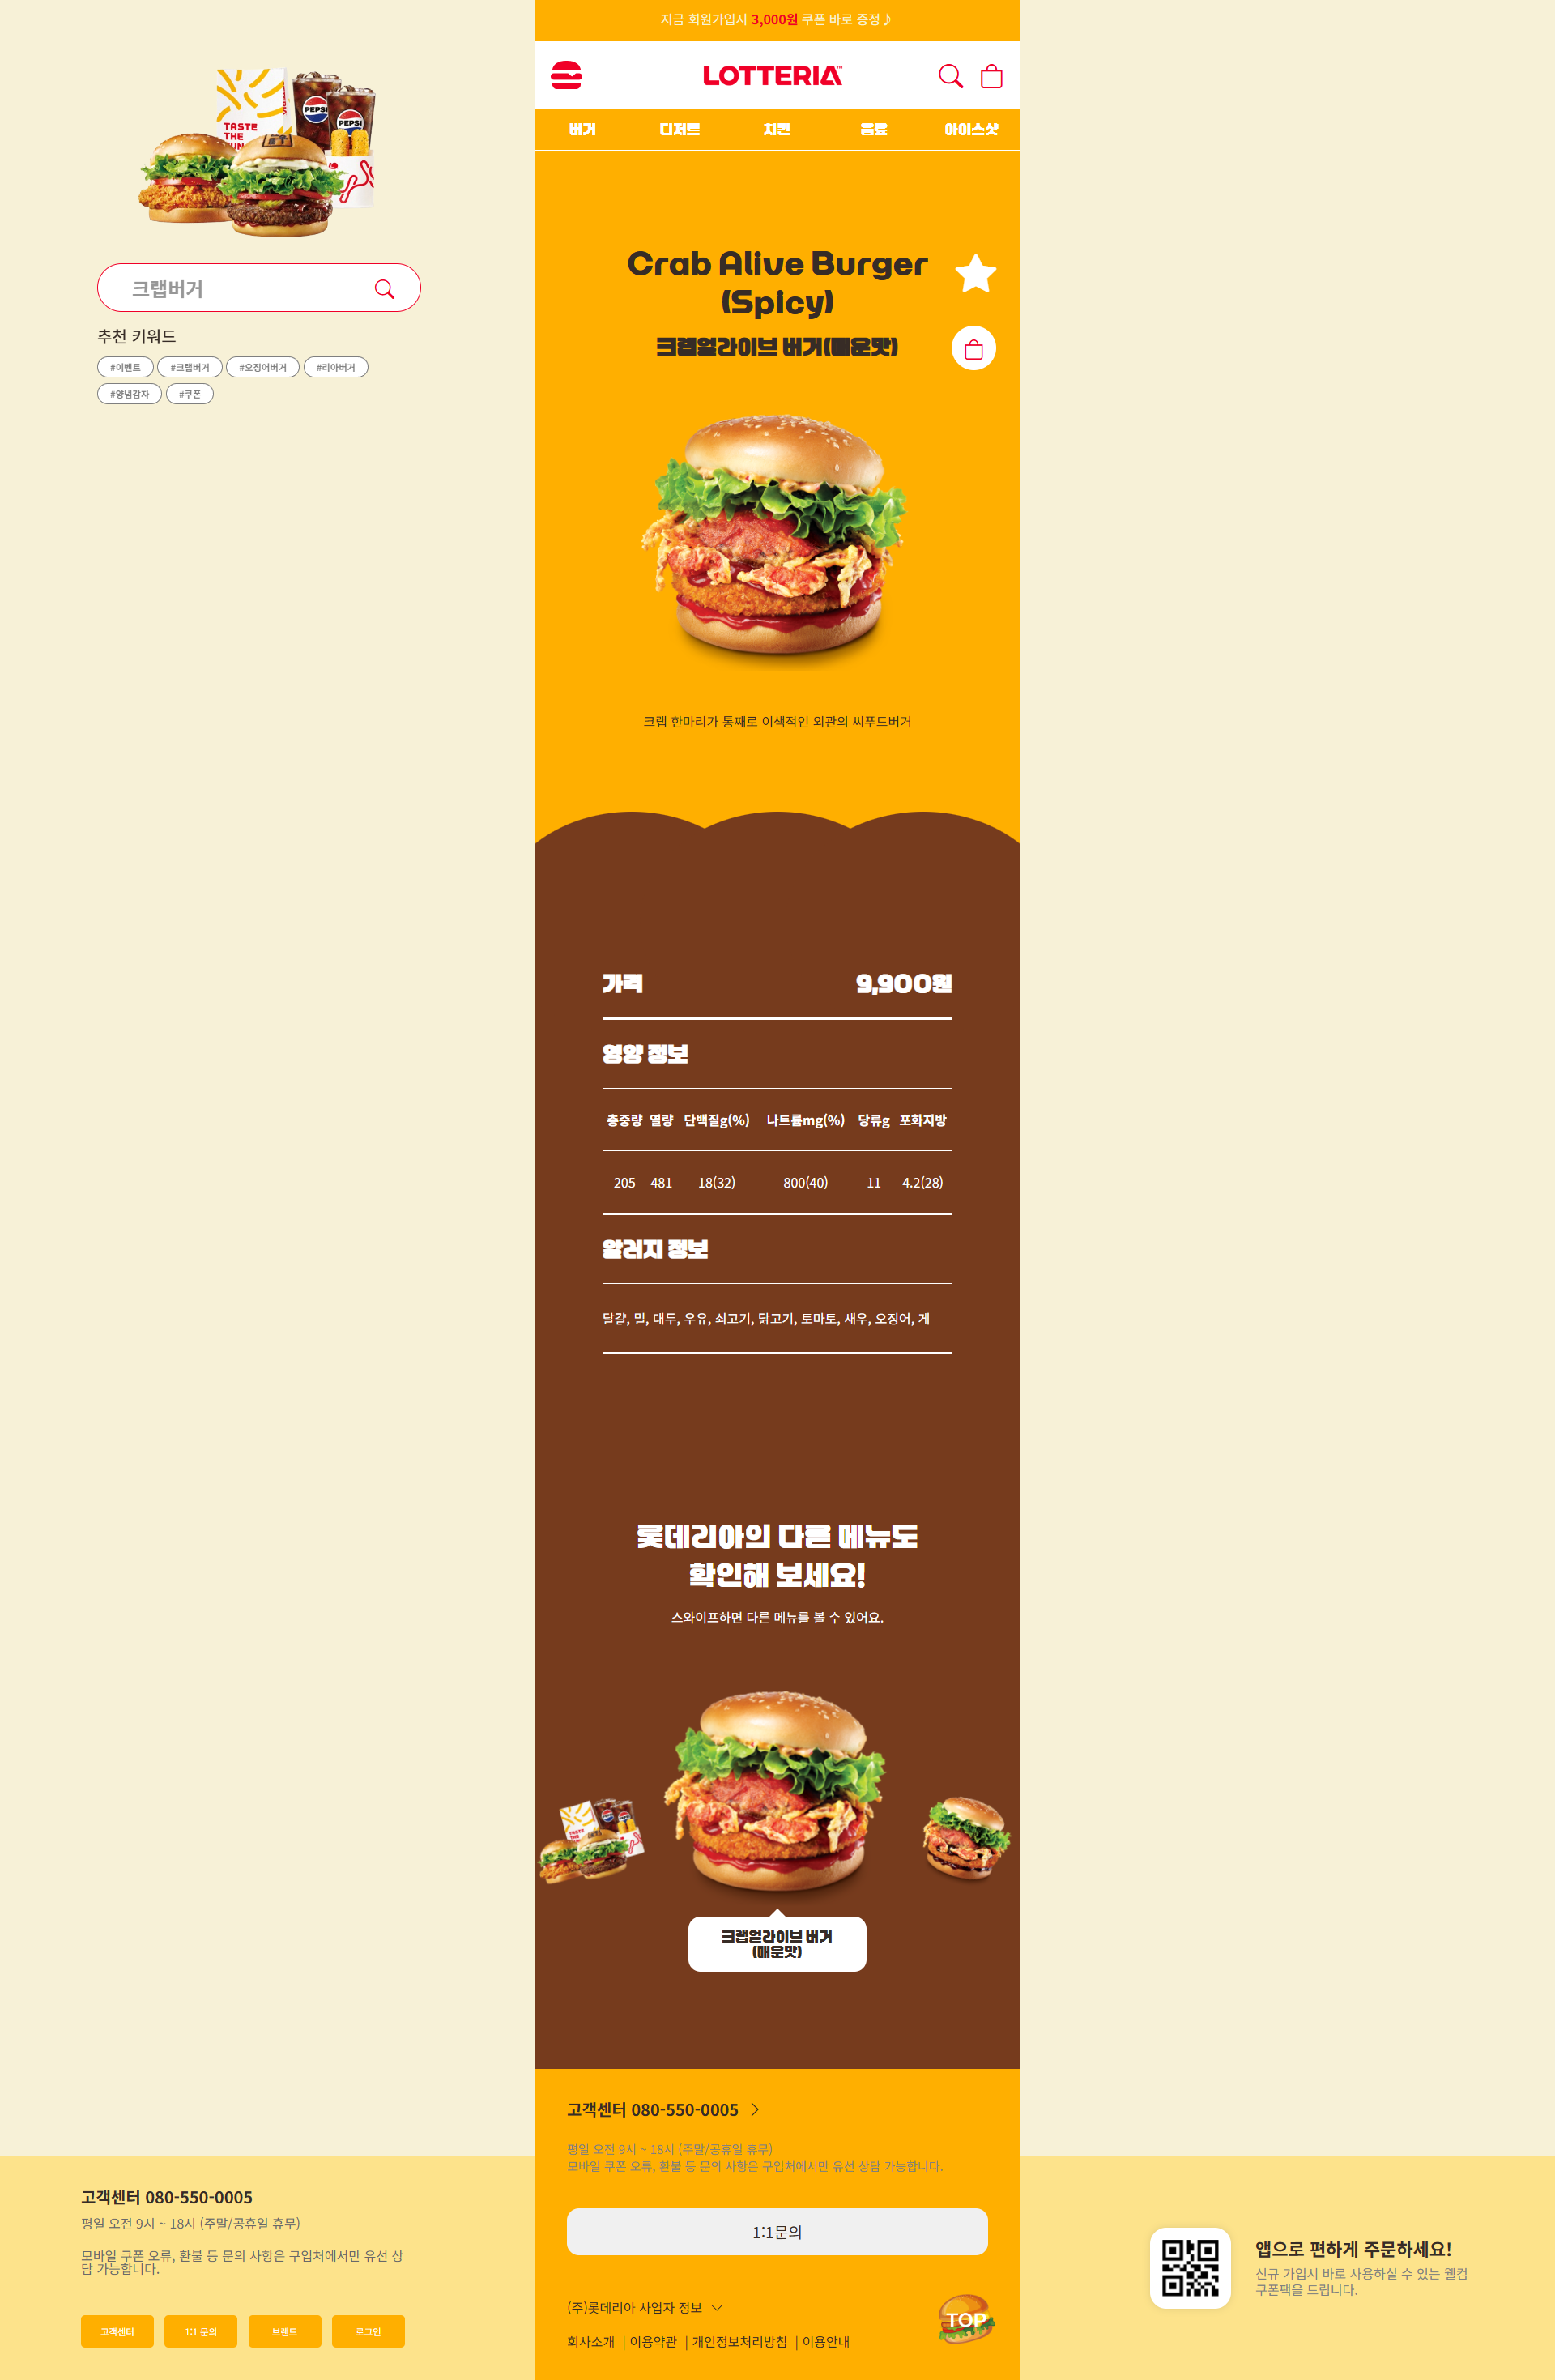 지금 회원가입시 3,000원 쿠폰 바로 증정♪
LOTTERIA
버거 디저트 치킨 음료 아이스샷
TASTE
THE
PEPSI
PEPSI
크랩버거
추천 키워드
#이벤트 #크랩버거 #오징어버거 #리아버거
#양념감자 #쿠폰
Crab Alive Burger
(Spicy)
크랩얼라이브 버거(매운맛)
크랩 한마리가 통째로 이색적인 외관의 씨푸드버거
가격 9,900원
영양 정보
총중량 열량 단백질g(%) 나트륨mg(%) 당류g 포화지방
205 481 18(32) 800(40) 11 4.2(28)
알러지 정보
달걀, 밀, 대두, 우유, 쇠고기, 닭고기, 토마토, 새우, 오징어, 게
롯데리아의 다른 메뉴도
확인해 보세요!
스와이프하면 다른 메뉴를 볼 수 있어요.
크랩얼라이브 버거
(매운맛)
고객센터 080-550-0005
평일 오전 9시 ~ 18시 (주말/공휴일 휴무)
모바일 쿠폰 오류, 환불 등 문의 사항은 구입처에서만 유선 상담 가능합니다.
1:1문의
(주)롯데리아 사업자 정보
회사소개 | 이용약관 | 개인정보처리방침 | 이용안내
TOP
고객센터 080-550-0005
평일 오전 9시 ~ 18시 (주말/공휴일 휴무)
모바일 쿠폰 오류, 환불 등 문의 사항은 구입처에서만 유선 상
담 가능합니다.
고객센터 1:1 문의 브랜드 로그인
앱으로 편하게 주문하세요!
신규 가입시 바로 사용하실 수 있는 웰컴
쿠폰팩을 드립니다.